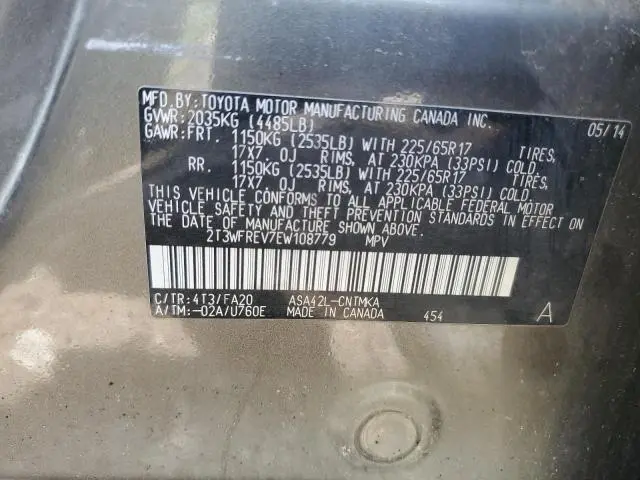 MFD.BY:TOYOTA MOTOR MANUFACTURING CANADA INC.
GVWR:2035KG (4485LB) 05/14
GAWR:FRT. 1150KG (2535LB) WITH 225/65R17 TIRES,
17X7.0J RIMS, AT 230KPA (33PSI) COLD.
RR. 1150KG (2535LB) WITH 225/65R17 TIRES,
17X7.0J RIMS, AT 230KPA (33PSI) COLD.
THIS VEHICLE CONFORMS TO ALL APPLICABLE FEDERAL MOTOR
VEHICLE SAFETY AND THEFT PREVENTION STANDARDS IN EFFECT ON
THE DATE OF MANUFACTURE SHOWN ABOVE.
2T3WFREV7EW108779 MPV
C/TR:4T3/FA20 ASA42L-CNTMKA
A/TM:-02A/U760E MADE IN CANADA 454 A